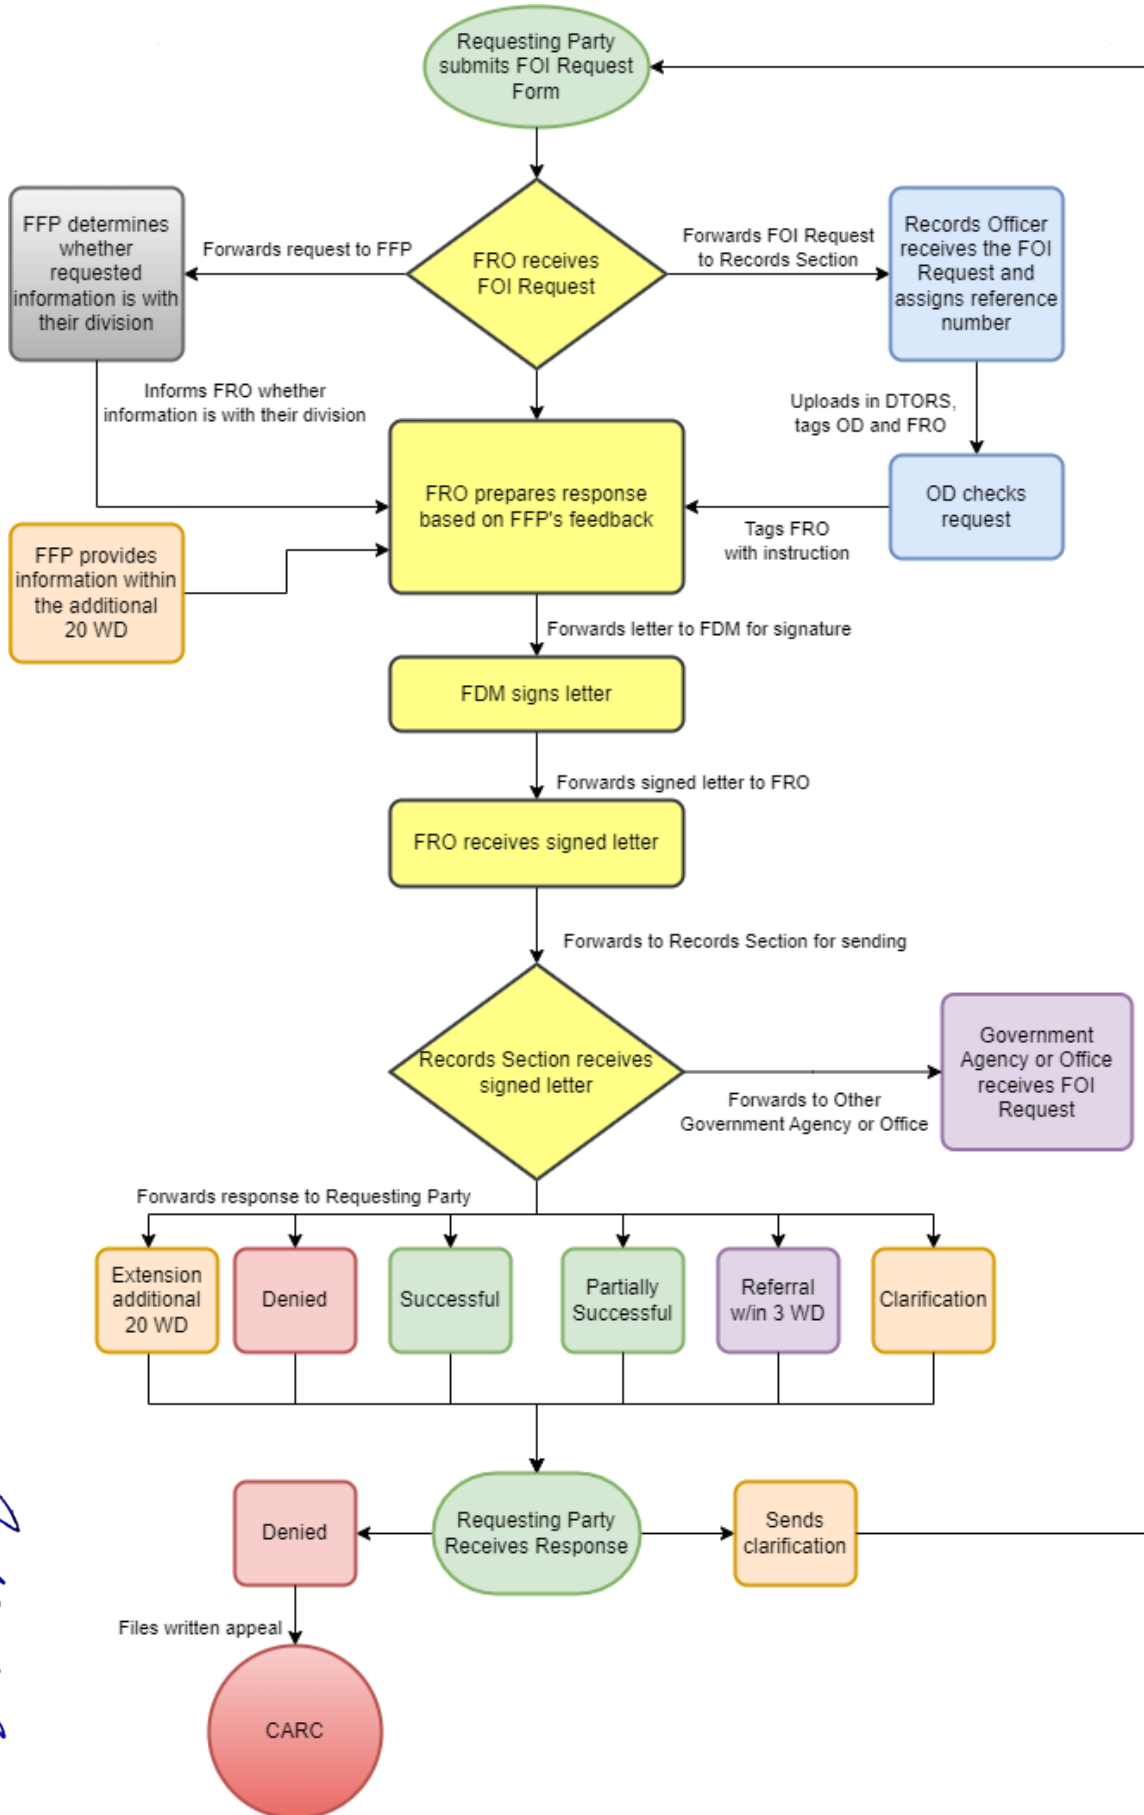 Requesting Party
submits FOI Request
Form
FFP determines
whether
requested
information is with
their division
Forwards request to FFP
FRO receives
FOI Request
Forwards FOI Request
to Records Section
Records Officer
receives the FOI
Request and
assigns reference
number
Informs FRO whether
information is with their division
Uploads in DTORS,
tags OD and FRO
FRO prepares response
based on FFP's feedback
OD checks
request
Tags FRO
with instruction
FFP provides
information within
the additional
20 WD
Forwards letter to FDM for signature
FDM signs letter
Forwards signed letter to FRO
FRO receives signed letter
Forwards to Records Section for sending
Records Section receives
signed letter
Forwards to Other
Government Agency or Office
Government
Agency or Office
receives FOI
Request
Forwards response to Requesting Party
Extension
additional
20 WD
Denied
Successful
Partially
Successful
Referral
w/in 3 WD
Clarification
Denied
Requesting Party
Receives Response
Sends
clarification
Files written appeal
CARC